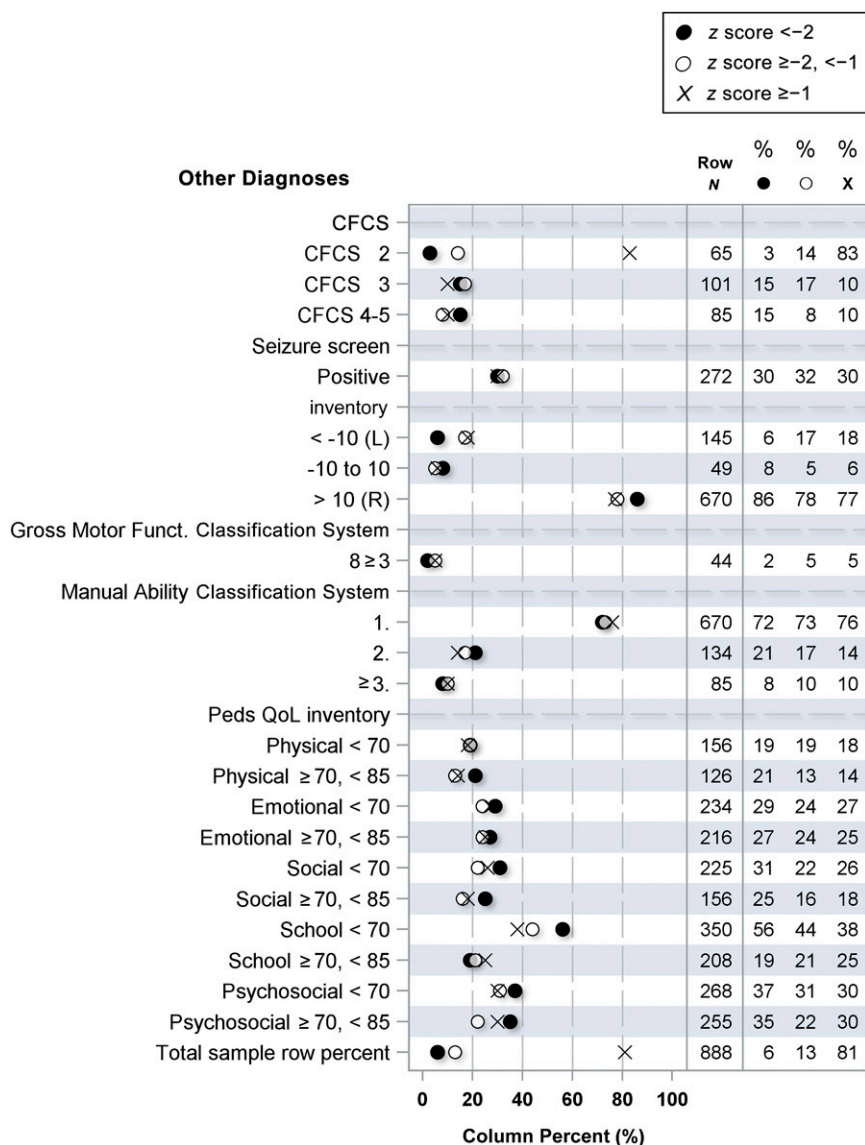 ● z score <−2
○ z score ≥−2, <−1
X z score ≥−1
% % %
Other Diagnoses Row N ● ○ X
CFCS
CFCS 2 65 3 14 83
CFCS 3 101 15 17 10
CFCS 4-5 85 15 8 10
Seizure screen
Positive 272 30 32 30
inventory
< -10 (L) 145 6 17 18
-10 to 10 49 8 5 6
> 10 (R) 670 86 78 77
Gross Motor Funct. Classification System
8 ≥ 3 44 2 5 5
Manual Ability Classification System
1. 670 72 73 76
2. 134 21 17 14
≥ 3. 85 8 10 10
Peds QoL inventory
Physical < 70 156 19 19 18
Physical ≥ 70, < 85 126 21 13 14
Emotional < 70 234 29 24 27
Emotional ≥ 70, < 85 216 27 24 25
Social < 70 225 31 22 26
Social ≥ 70, < 85 156 25 16 18
School < 70 350 56 44 38
School ≥ 70, < 85 208 19 21 25
Psychosocial < 70 268 37 31 30
Psychosocial ≥ 70, < 85 255 35 22 30
Total sample row percent 888 6 13 81
0 20 40 60 80 100
Column Percent (%)